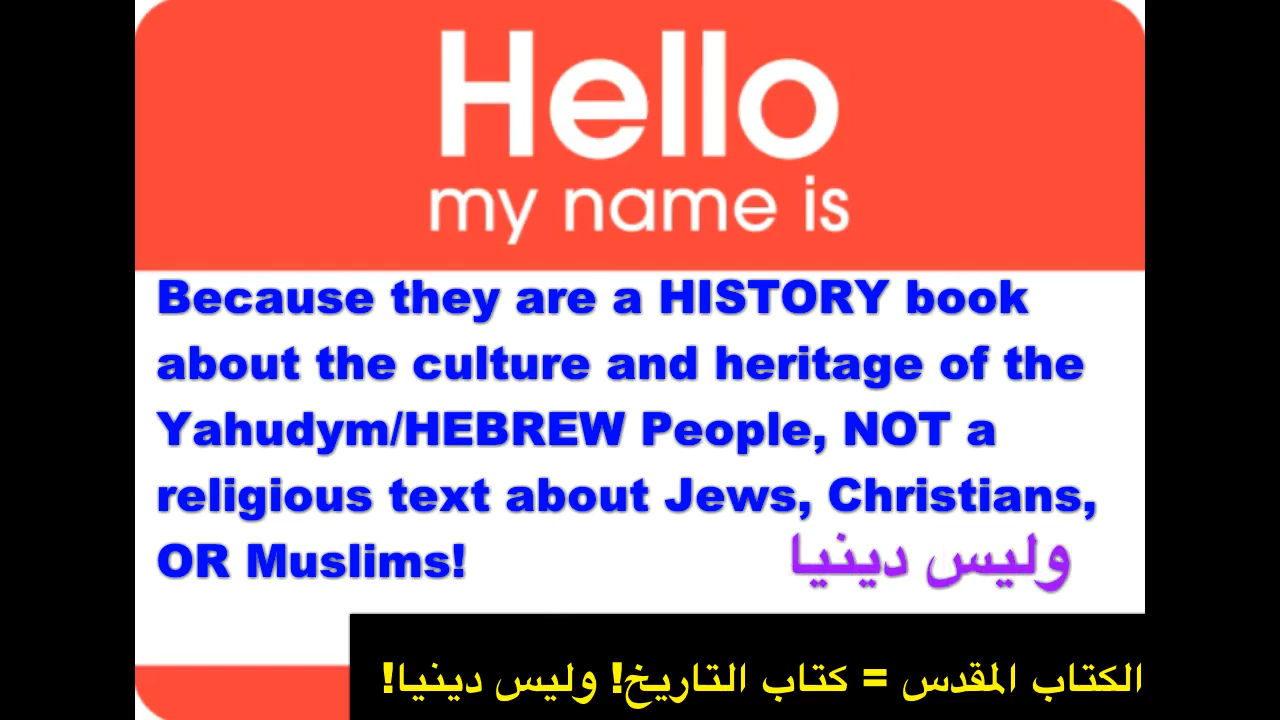 Hello
my name is
Because they are a HISTORY book
about the culture and heritage of the
Yahudym/HEBREW People, NOT a
religious text about Jews, Christians,
OR Muslims!
وليس دينيا
الكتاب المقدس = كتاب التاريخ! وليس دينيا!